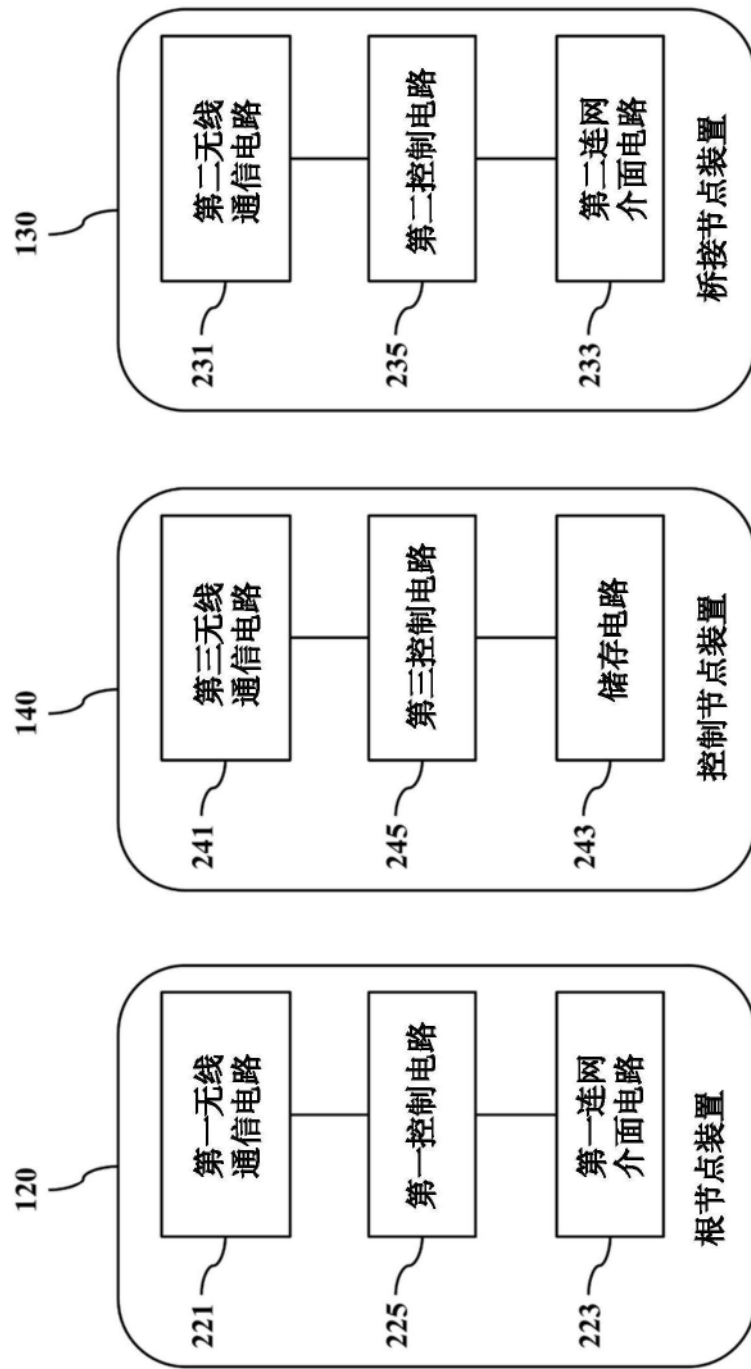 120
221
第一无线
通信电路
225
第一控制电路
223
第一连网
介面电路
根节点装置
140
241
第三无线
通信电路
245
第三控制电路
243
储存电路
控制节点装置
130
231
第二无线
通信电路
235
第二控制电路
233
第二连网
介面电路
桥接节点装置